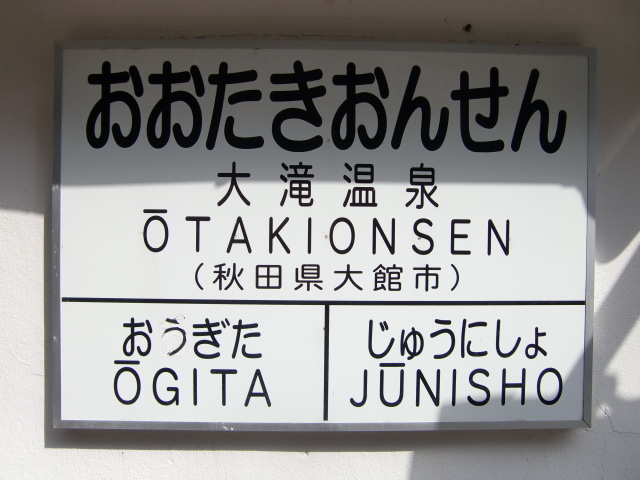 おおたきおんせん
大滝温泉
ŌTAKIONSEN
（秋田県大館市）
おうぎた
ŌGITA
じゅうにしょ
JŪNISHO